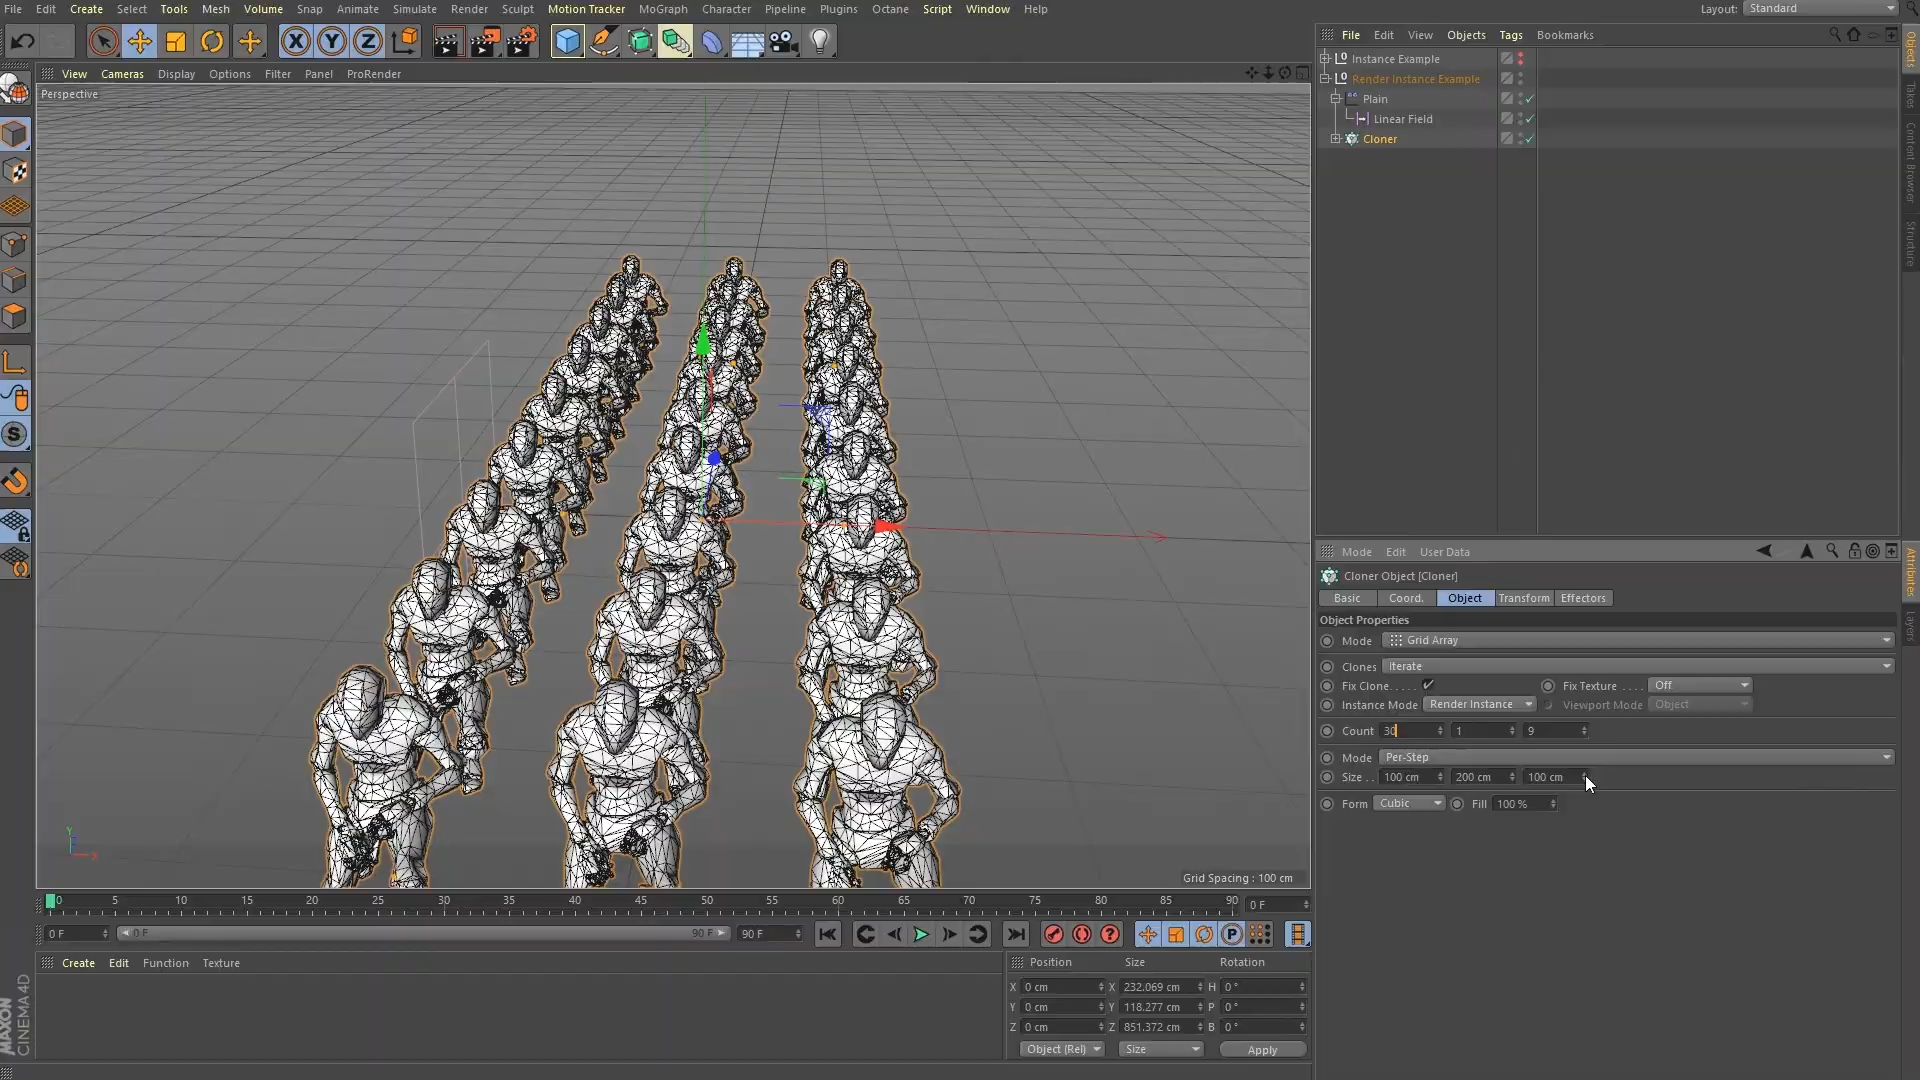 File Edit Create Select Tools Mesh Volume Snap Animate Simulate Render Sculpt Motion Tracker MoGraph Character Pipeline Plugins Octane Script Window Help
Layout: Standard
X Y Z
View Cameras Display Options Filter Panel ProRender
Perspective
Grid Spacing : 100 cm
0 5 10 15 20 25 30 35 40 45 50 55 60 65 70 75 80 85 90
0 F
0 F 0 F 90 F 90 F
P
Create Edit Function Texture
MAXON
CINEMA 4D
Position Size Rotation
X 0 cm X 232.069 cm H 0 °
Y 0 cm Y 118.277 cm P 0 °
Z 0 cm Z 851.372 cm B 0 °
Object (Rel) Size Apply
File Edit View Objects Tags Bookmarks
Instance Example
Render Instance Example
Plain
Linear Field
Cloner
Objects
Takes
Content Browser
Structure
Mode Edit User Data
Cloner Object [Cloner]
Basic Coord. Object Transform Effectors
Object Properties
Mode Grid Array
Clones Iterate
Fix Clone . . . . . Fix Texture . . . . Off
Instance Mode Render Instance Viewport Mode Object
Count 30 1 9
Mode Per-Step
Size . . 100 cm 200 cm 100 cm
Form Cubic Fill 100 %
Attributes
Layers